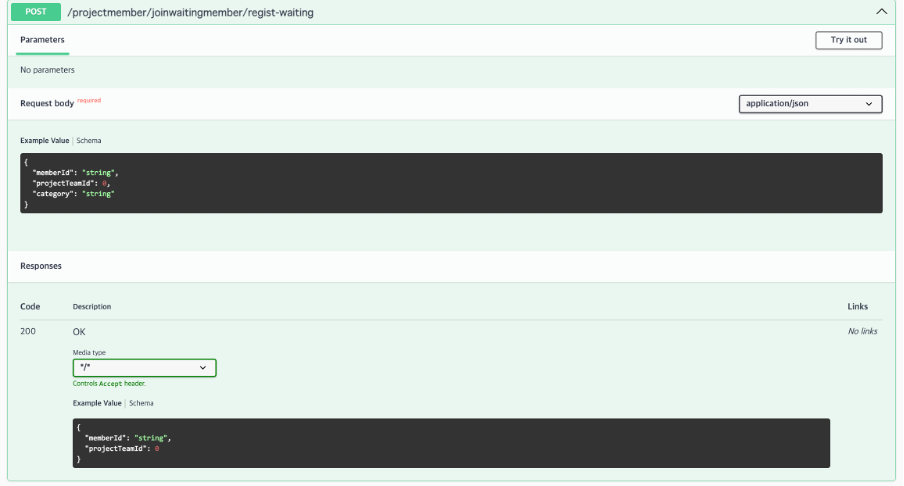 POST /projectmember/joinwaitingmember/regist-waiting
Parameters
Try it out
No parameters
Request body required
application/json
Example Value | Schema
{
"memberId": "string",
"projectTeamId": 0,
"category": "string"
}
Responses
Code Description Links
200 OK No links
Media type
*/*
Controls Accept header.
Example Value | Schema
{
"memberId": "string",
"projectTeamId": 0
}